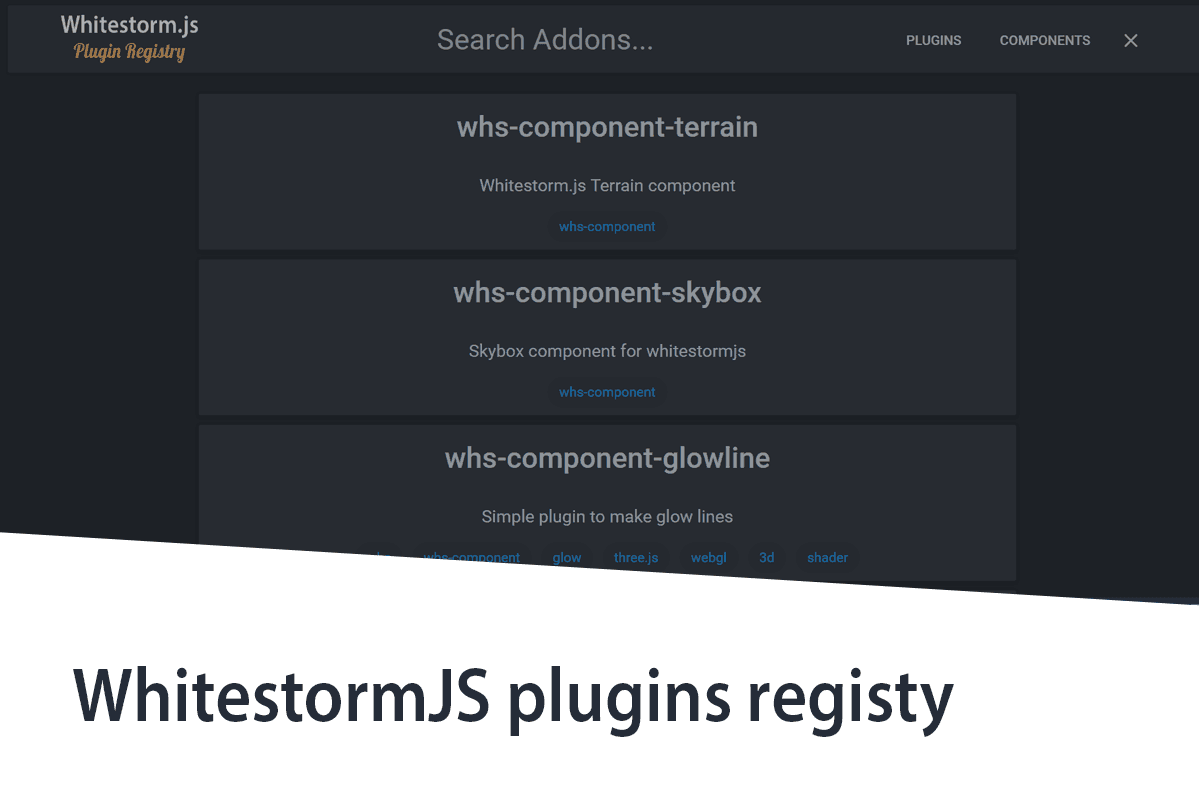 Whitestorm.js
Plugin Registry
Search Addons...
PLUGINS COMPONENTS
whs-component-terrain
Whitestorm.js Terrain component
whs-component
whs-component-skybox
Skybox component for whitestormjs
whs-component
whs-component-glowline
Simple plugin to make glow lines
whs-component glow three.js webgl 3d shader
WhitestormJS plugins registy